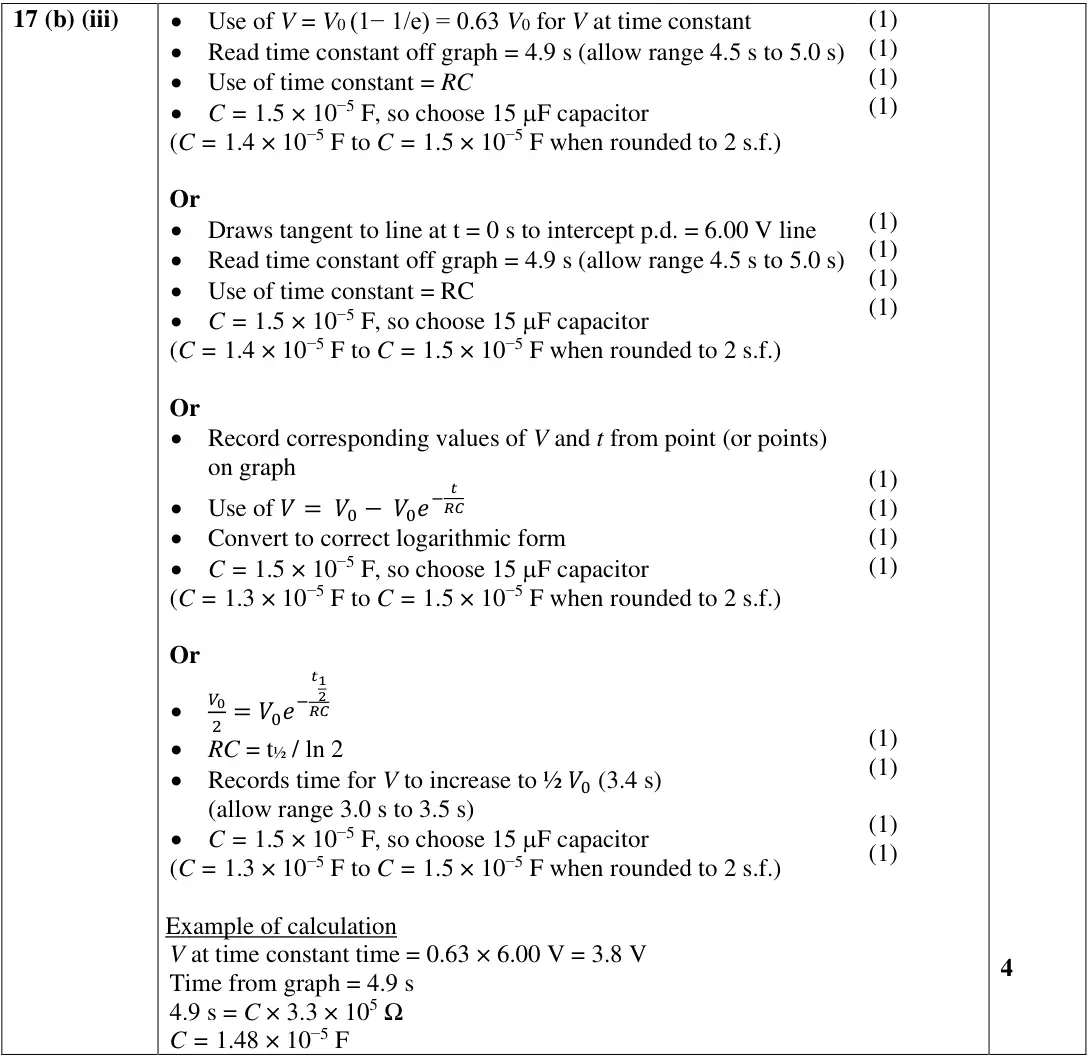 17 (b) (iii)
• Use of V = V₀ (1− 1/e) = 0.63 V₀ for V at time constant (1)
• Read time constant off graph = 4.9 s (allow range 4.5 s to 5.0 s) (1)
• Use of time constant = RC (1)
• C = 1.5 × 10⁻⁵ F, so choose 15 μF capacitor (1)
(C = 1.4 × 10⁻⁵ F to C = 1.5 × 10⁻⁵ F when rounded to 2 s.f.)
Or
• Draws tangent to line at t = 0 s to intercept p.d. = 6.00 V line (1)
• Read time constant off graph = 4.9 s (allow range 4.5 s to 5.0 s) (1)
• Use of time constant = RC (1)
• C = 1.5 × 10⁻⁵ F, so choose 15 μF capacitor (1)
(C = 1.4 × 10⁻⁵ F to C = 1.5 × 10⁻⁵ F when rounded to 2 s.f.)
Or
• Record corresponding values of V and t from point (or points)
on graph (1)
• Use of V = V₀ − V₀e^(−t/RC) (1)
• Convert to correct logarithmic form (1)
• C = 1.5 × 10⁻⁵ F, so choose 15 μF capacitor (1)
(C = 1.3 × 10⁻⁵ F to C = 1.5 × 10⁻⁵ F when rounded to 2 s.f.)
Or
• V₀/2 = V₀e^(−t_(1/2)/RC) (1)
• RC = t½ / ln 2 (1)
• Records time for V to increase to ½ V₀ (3.4 s)
(allow range 3.0 s to 3.5 s) (1)
• C = 1.5 × 10⁻⁵ F, so choose 15 μF capacitor (1)
(C = 1.3 × 10⁻⁵ F to C = 1.5 × 10⁻⁵ F when rounded to 2 s.f.)
Example of calculation
V at time constant time = 0.63 × 6.00 V = 3.8 V
Time from graph = 4.9 s
4.9 s = C × 3.3 × 10⁵ Ω
C = 1.48 × 10⁻⁵ F
4